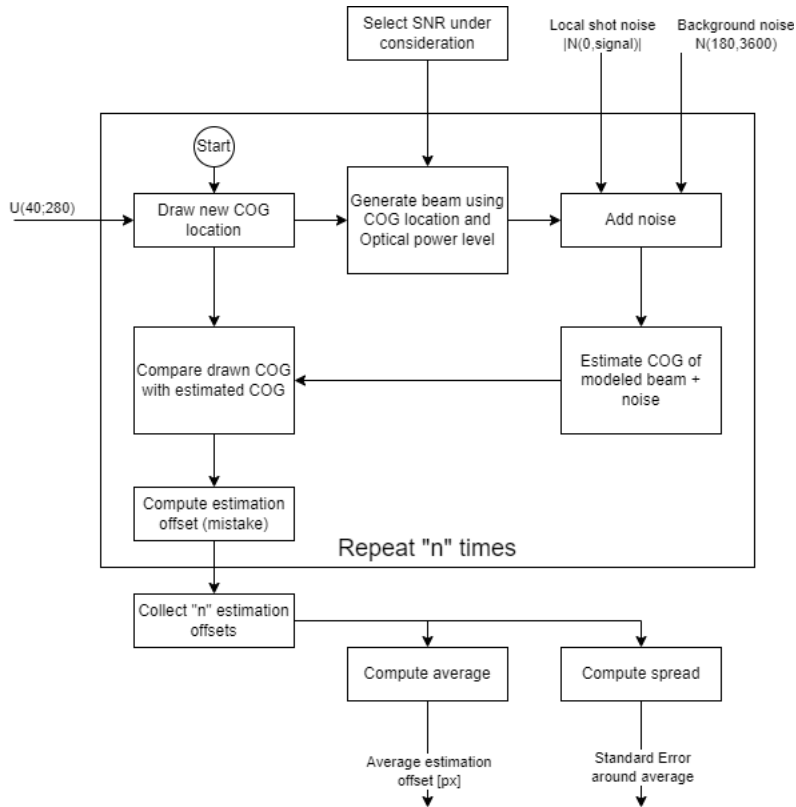 Select SNR under
consideration
Local shot noise
|N(0,signal)|
Background noise
N(180,3600)
Start
U(40;280)
Draw new COG
location
Generate beam using
COG location and
Optical power level
Add noise
Compare drawn COG
with estimated COG
Estimate COG of
modeled beam +
noise
Compute estimation
offset (mistake)
Repeat "n" times
Collect "n" estimation
offsets
Compute average
Compute spread
Average estimation
offset [px]
Standard Error
around average